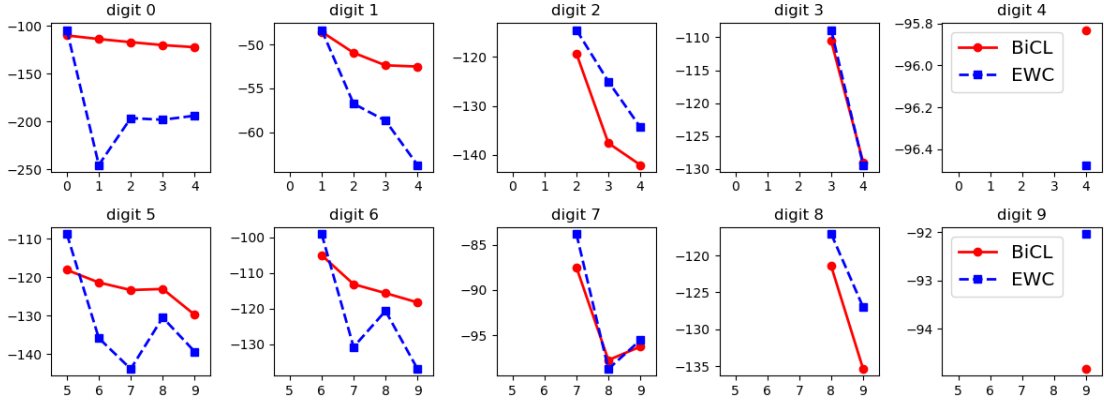 digit 0
−100
−150
−200
−250
0 1 2 3 4
digit 1
−50
−55
−60
0 1 2 3 4
digit 2
−120
−130
−140
0 1 2 3 4
digit 3
−110
−115
−120
−125
−130
0 1 2 3 4
digit 4
−95.8
−96.0
−96.2
−96.4
BiCL
EWC
0 1 2 3 4
digit 5
−110
−120
−130
−140
5 6 7 8 9
digit 6
−100
−110
−120
−130
5 6 7 8 9
digit 7
−85
−90
−95
5 6 7 8 9
digit 8
−120
−125
−130
−135
5 6 7 8 9
digit 9
−92
−93
−94
BiCL
EWC
5 6 7 8 9